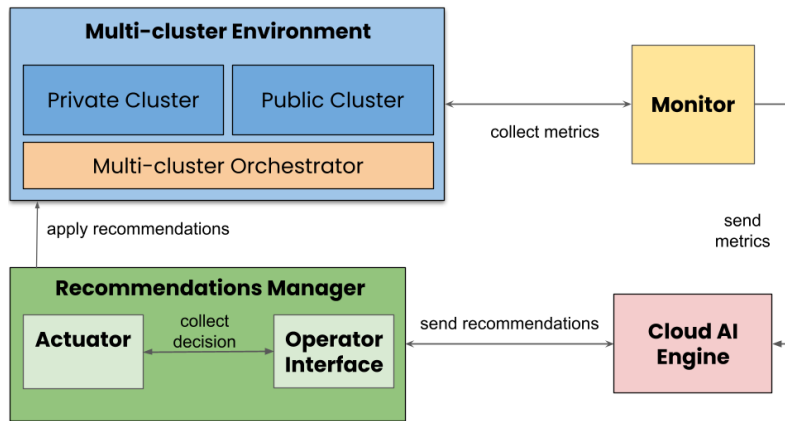 Multi-cluster Environment
Private Cluster
Public Cluster
Multi-cluster Orchestrator
collect metrics
Monitor
apply recommendations
send
metrics
Recommendations Manager
Actuator
collect
decision
Operator
Interface
send recommendations
Cloud AI
Engine